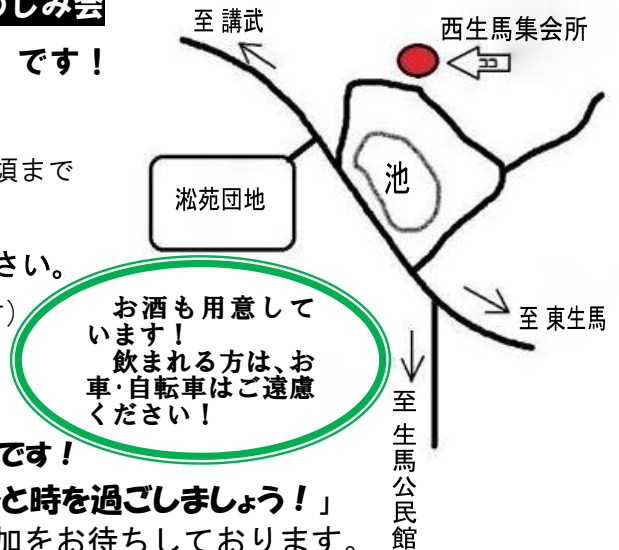 しみ会
至 講武
西生馬集会所
ココ
です！
頃まで
淞苑団地
池
さい。
お酒も用意して
います！
飲まれる方は、お
車・自転車はご遠慮
ください！
至 東生馬
至 生馬公民館
です！
と時を過ごしましょう！」
加をお待ちしております。